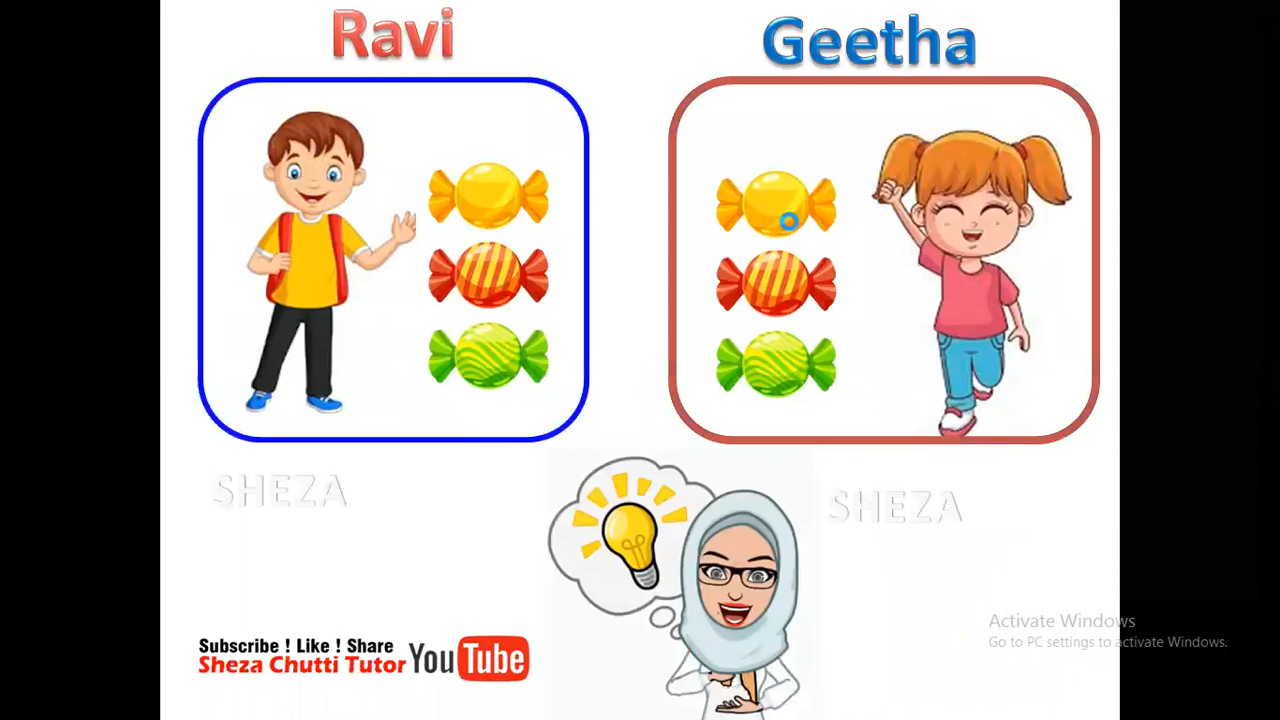 Ravi
Geetha
SHEZA
SHEZA
Subscribe ! Like ! Share
Sheza Chutti Tutor YouTube
Activate Windows
Go to PC settings to activate Windows.